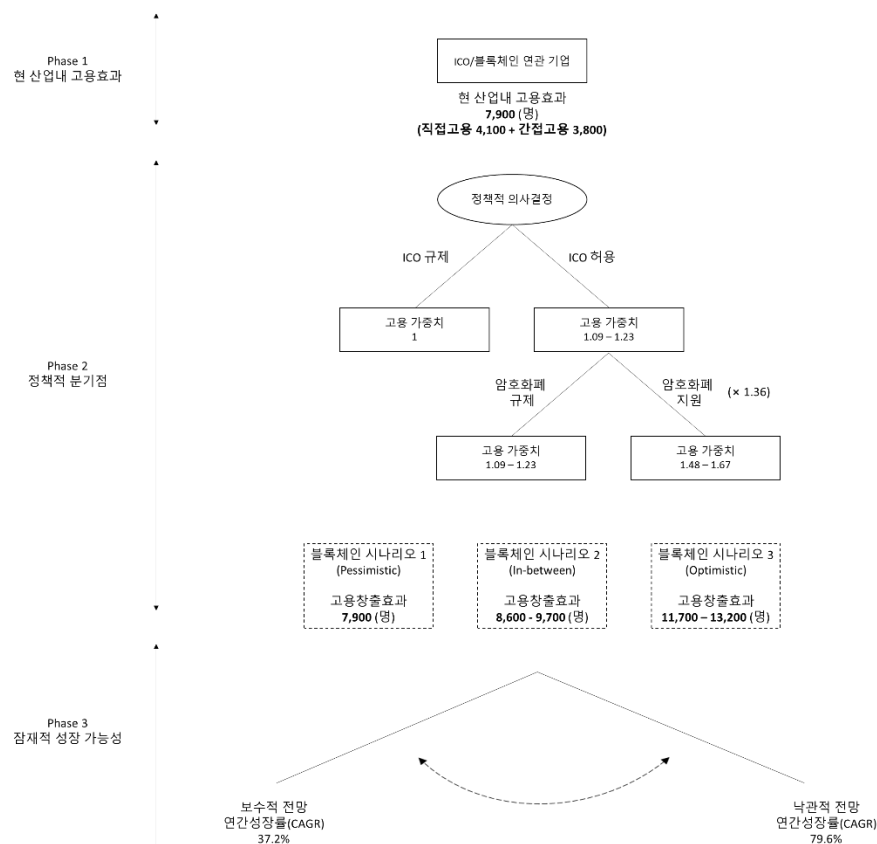 Phase 1
현 산업내 고용효과
ICO/블록체인 연관 기업
현 산업내 고용효과
7,900 (명)
(직접고용 4,100 + 간접고용 3,800)
Phase 2
정책적 분기점
정책적 의사결정
ICO 규제
ICO 허용
고용 가중치
1
고용 가중치
1.09 – 1.23
암호화폐
규제
암호화폐
지원
(× 1.36)
고용 가중치
1.09 – 1.23
고용 가중치
1.48 – 1.67
블록체인 시나리오 1
(Pessimistic)
고용창출효과
7,900 (명)
블록체인 시나리오 2
(In-between)
고용창출효과
8,600 - 9,700 (명)
블록체인 시나리오 3
(Optimistic)
고용창출효과
11,700 – 13,200 (명)
Phase 3
잠재적 성장 가능성
보수적 전망
연간성장률(CAGR)
37.2%
낙관적 전망
연간성장률(CAGR)
79.6%